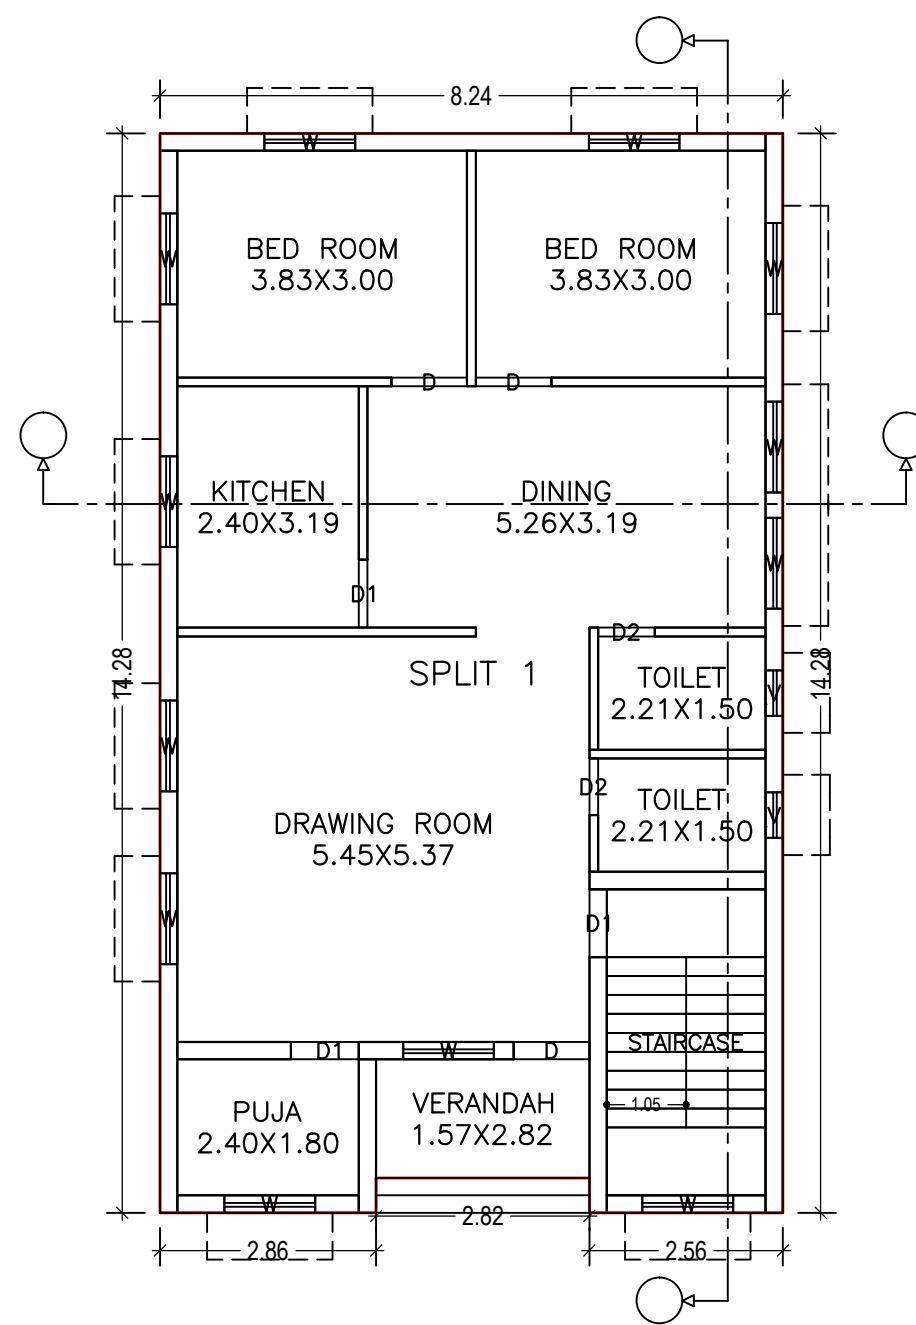 8.24
W
W
BED ROOM
3.83X3.00
BED ROOM
3.83X3.00
W
W
D
D
W
KITCHEN
2.40X3.19
DINING
5.26X3.19
W
W
D1
D2
14.28
14.28
SPLIT 1
TOILET
2.21X1.50
V
W
D2
TOILET
2.21X1.50
V
DRAWING ROOM
5.45X5.37
W
D1
STAIRCASE
D1
W
D
1.05
PUJA
2.40X1.80
VERANDAH
1.57X2.82
W
W
2.82
2.86
2.56